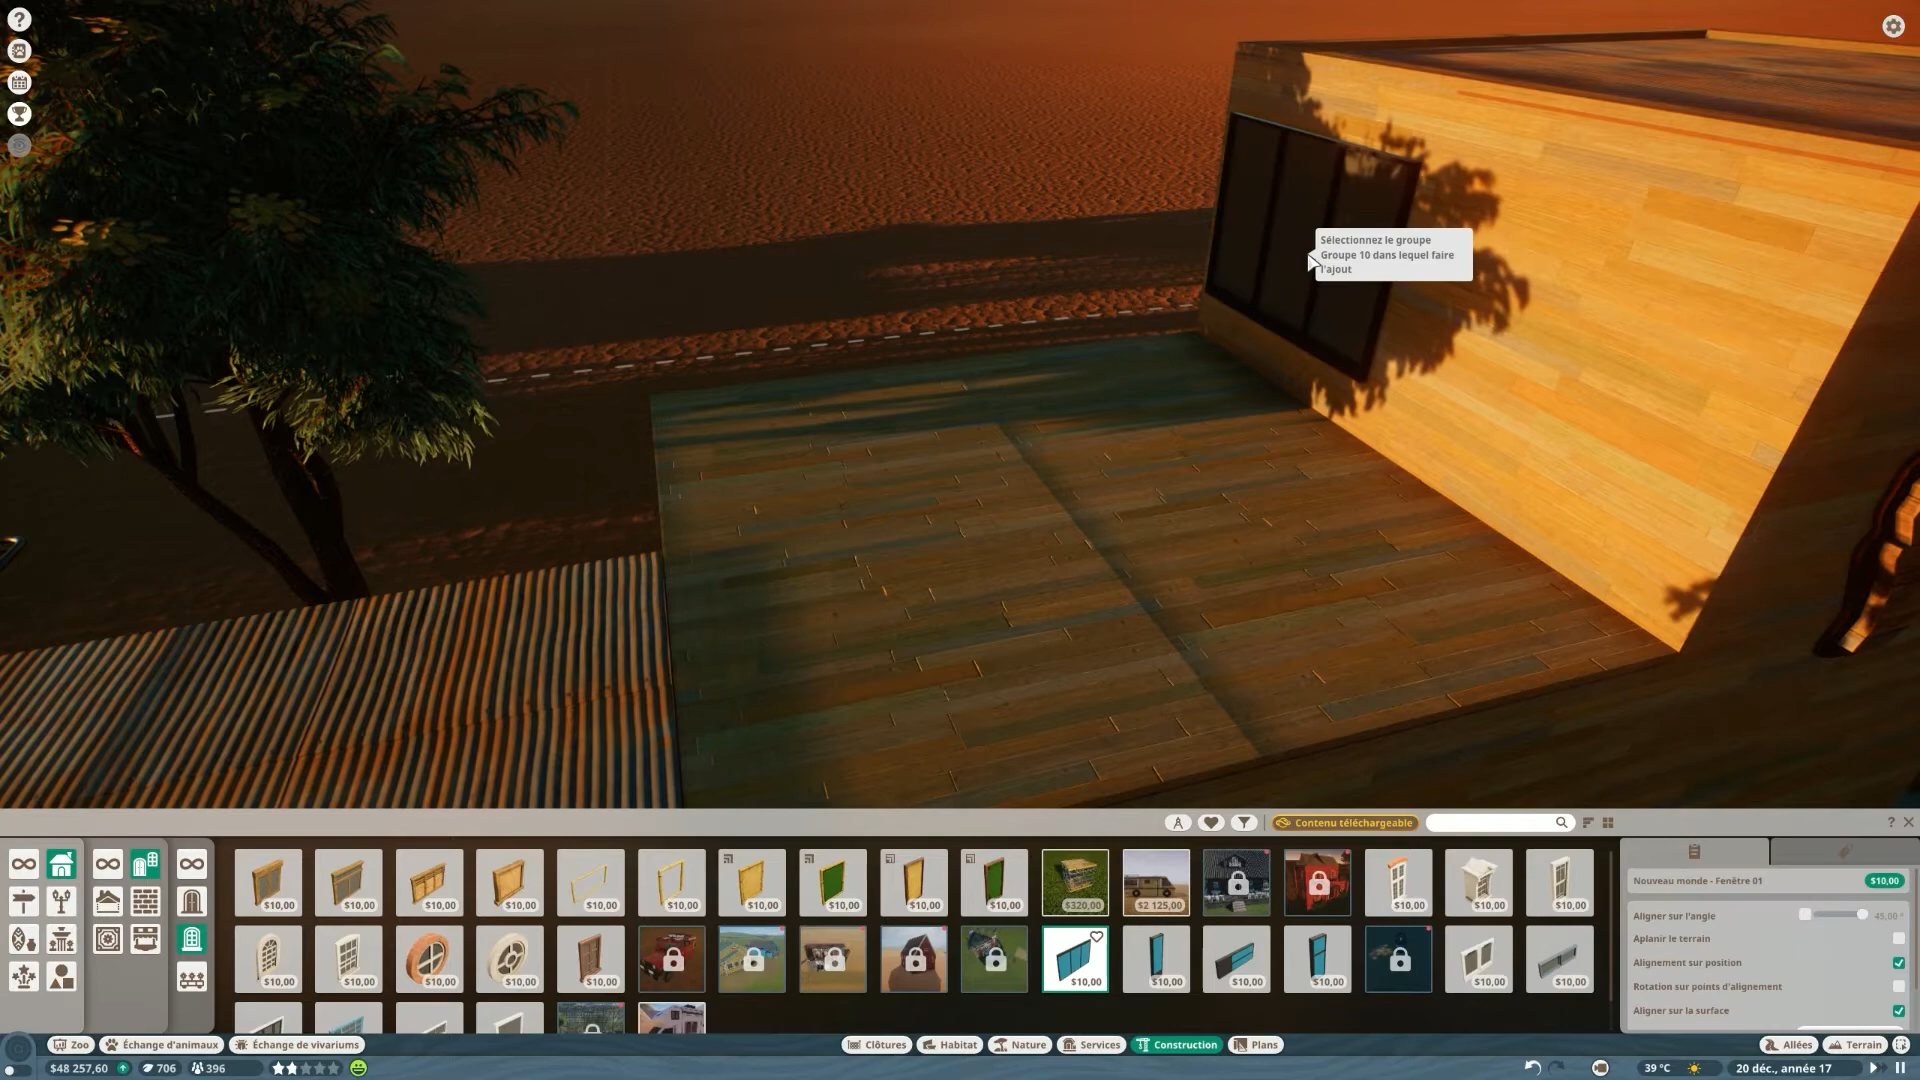 Sélectionnez le groupe
Groupe 10 dans lequel faire
l'ajout
Contenu téléchargeable
$10,00 $10,00 $10,00 $10,00 $10,00 $10,00 $10,00 $10,00 $10,00 $10,00 $320,00 $2 125,00 $10,00 $10,00 $10,00
$10,00 $10,00 $10,00 $10,00 $10,00 $10,00 $10,00 $10,00 $10,00 $10,00 $10,00
Nouveau monde - Fenêtre 01 $10,00
Aligner sur l'angle 45,00 °
Aplanir le terrain
Alignement sur position
Rotation sur points d'alignement
Aligner sur la surface
Zoo Échange d'animaux Échange de vivariums Clôtures Habitat Nature Services Construction Plans Allées Terrain
$48 257,60 706 396 39 °C 20 déc., année 17